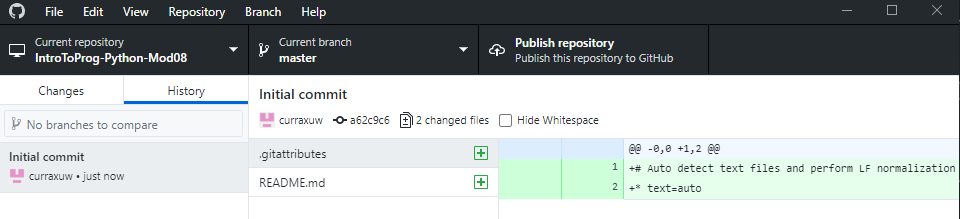 File Edit View Repository Branch Help
Current repository
IntroToProg-Python-Mod08
Current branch
master
Publish repository
Publish this repository to GitHub
Changes History
No branches to compare
Initial commit
curraxuw • just now
Initial commit
curraxuw a62c9c6 2 changed files Hide Whitespace
.gitattributes
README.md
@@ -0,0 +1,2 @@
1 +# Auto detect text files and perform LF normalization
2 +* text=auto